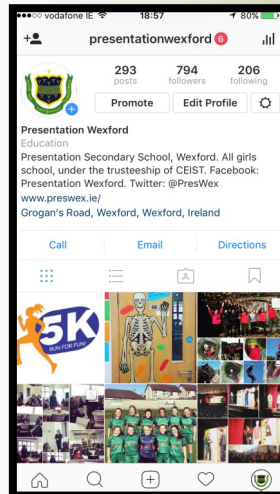 vodafone IE 18:57 80%
presentationwexford 6
293 794 206
posts followers following
Promote Edit Profile
Presentation Wexford
Education
Presentation Secondary School, Wexford. All girls
school, under the trusteeship of CEIST. Facebook:
Presentation Wexford. Twitter: @PresWex
www.preswex.ie/
Grogan's Road, Wexford, Wexford, Ireland
Call Email Directions
5K
RUN FOR FUN!